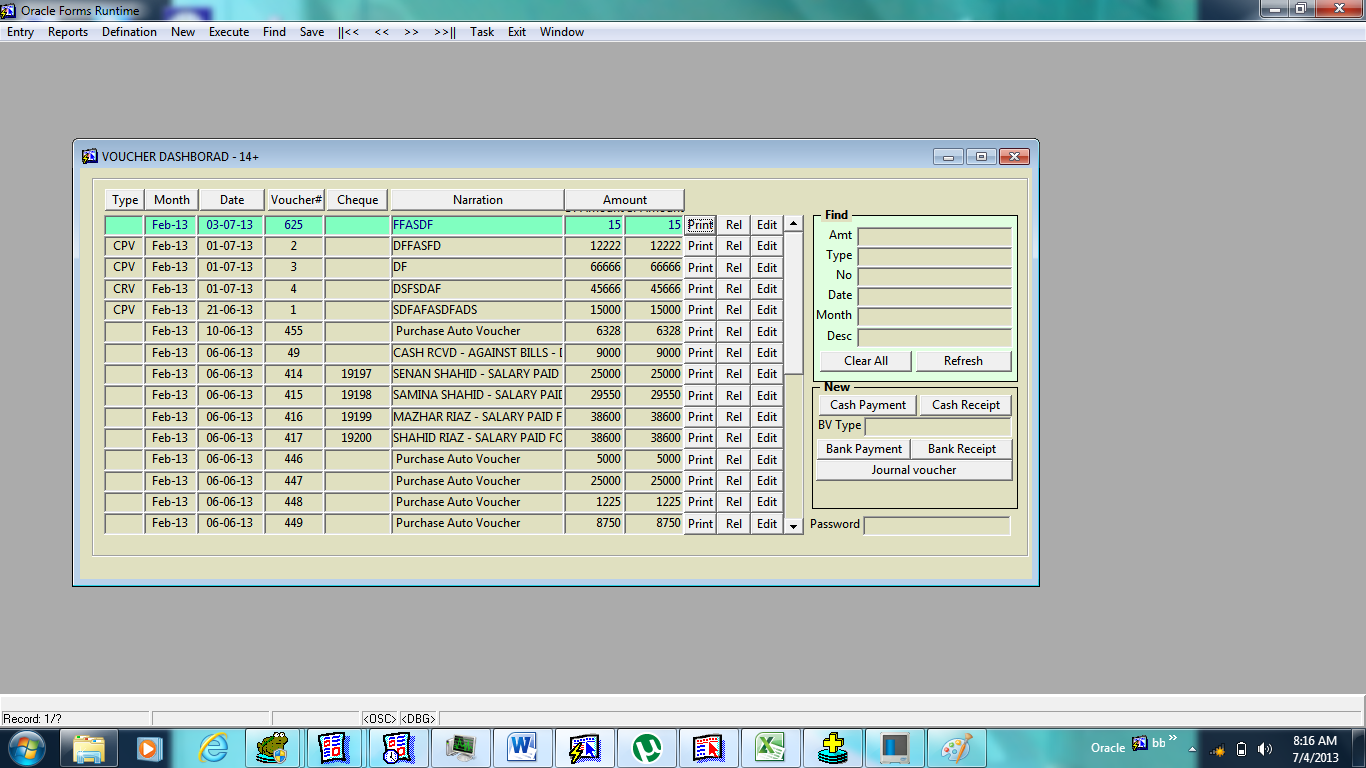 Oracle Forms Runtime
Entry Reports Defination New Execute Find Save ||<< << >> >>|| Task Exit Window
VOUCHER DASHBORAD - 14+
Type Month Date Voucher# Cheque Narration Amount
Feb-13 03-07-13 625 FFASDF 15 15 Print Rel Edit
CPV Feb-13 01-07-13 2 DFFASFD 12222 12222 Print Rel Edit
CPV Feb-13 01-07-13 3 DF 66666 66666 Print Rel Edit
CRV Feb-13 01-07-13 4 DSFSDAF 45666 45666 Print Rel Edit
CPV Feb-13 21-06-13 1 SDFAFASDFADS 15000 15000 Print Rel Edit
Feb-13 10-06-13 455 Purchase Auto Voucher 6328 6328 Print Rel Edit
Feb-13 06-06-13 49 CASH RCVD - AGAINST BILLS - 9000 9000 Print Rel Edit
Feb-13 06-06-13 414 19197 SENAN SHAHID - SALARY PAID 25000 25000 Print Rel Edit
Feb-13 06-06-13 415 19198 SAMINA SHAHID - SALARY PAID 29550 29550 Print Rel Edit
Feb-13 06-06-13 416 19199 MAZHAR RIAZ - SALARY PAID F 38600 38600 Print Rel Edit
Feb-13 06-06-13 417 19200 SHAHID RIAZ - SALARY PAID FO 38600 38600 Print Rel Edit
Feb-13 06-06-13 446 Purchase Auto Voucher 5000 5000 Print Rel Edit
Feb-13 06-06-13 447 Purchase Auto Voucher 25000 25000 Print Rel Edit
Feb-13 06-06-13 448 Purchase Auto Voucher 1225 1225 Print Rel Edit
Feb-13 06-06-13 449 Purchase Auto Voucher 8750 8750 Print Rel Edit
Find
Amt
Type
No
Date
Month
Desc
Clear All Refresh
New
Cash Payment Cash Receipt
BV Type
Bank Payment Bank Receipt
Journal voucher
Password
Record: 1/? <OSC> <DBG>
Oracle bb »
8:16 AM
7/4/2013